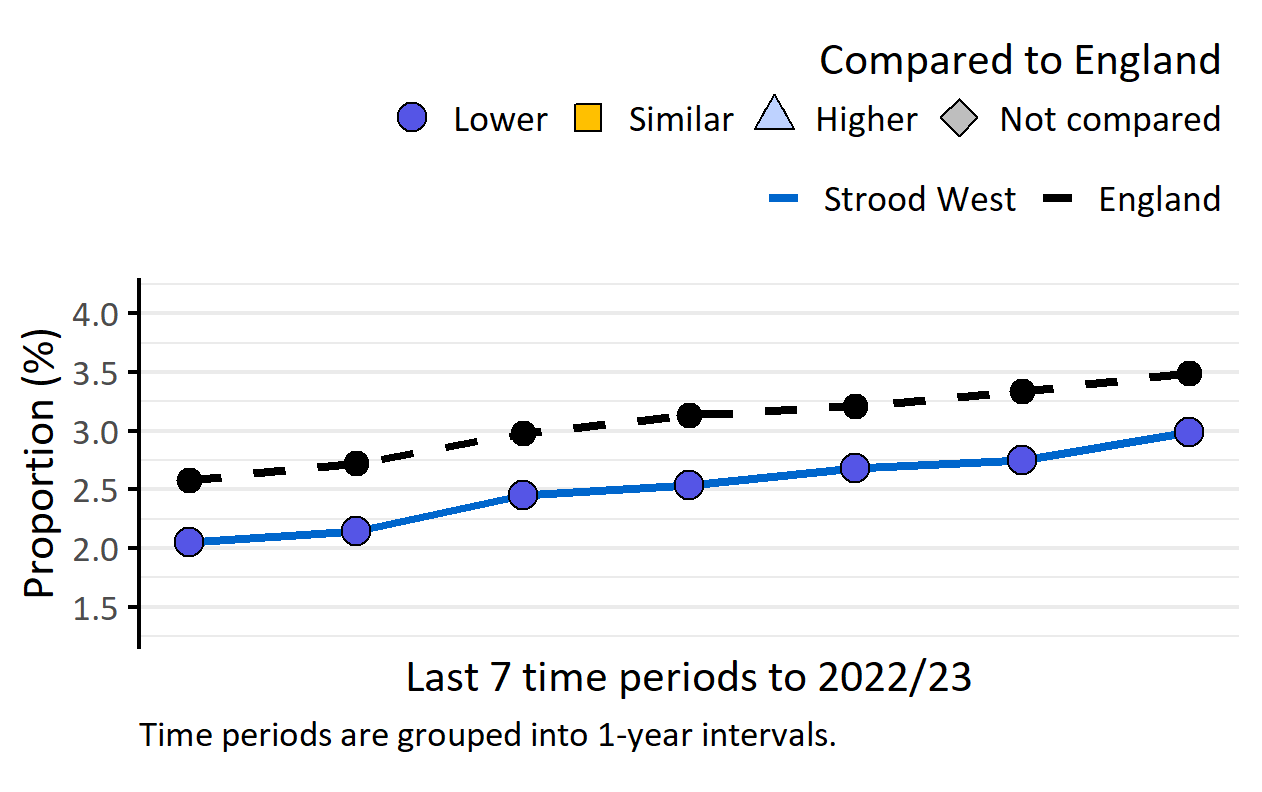 Compared to England
Lower Similar Higher Not compared
Strood West England
Proportion (%)
4.0
3.5
3.0
2.5
2.0
1.5
Last 7 time periods to 2022/23
Time periods are grouped into 1-year intervals.